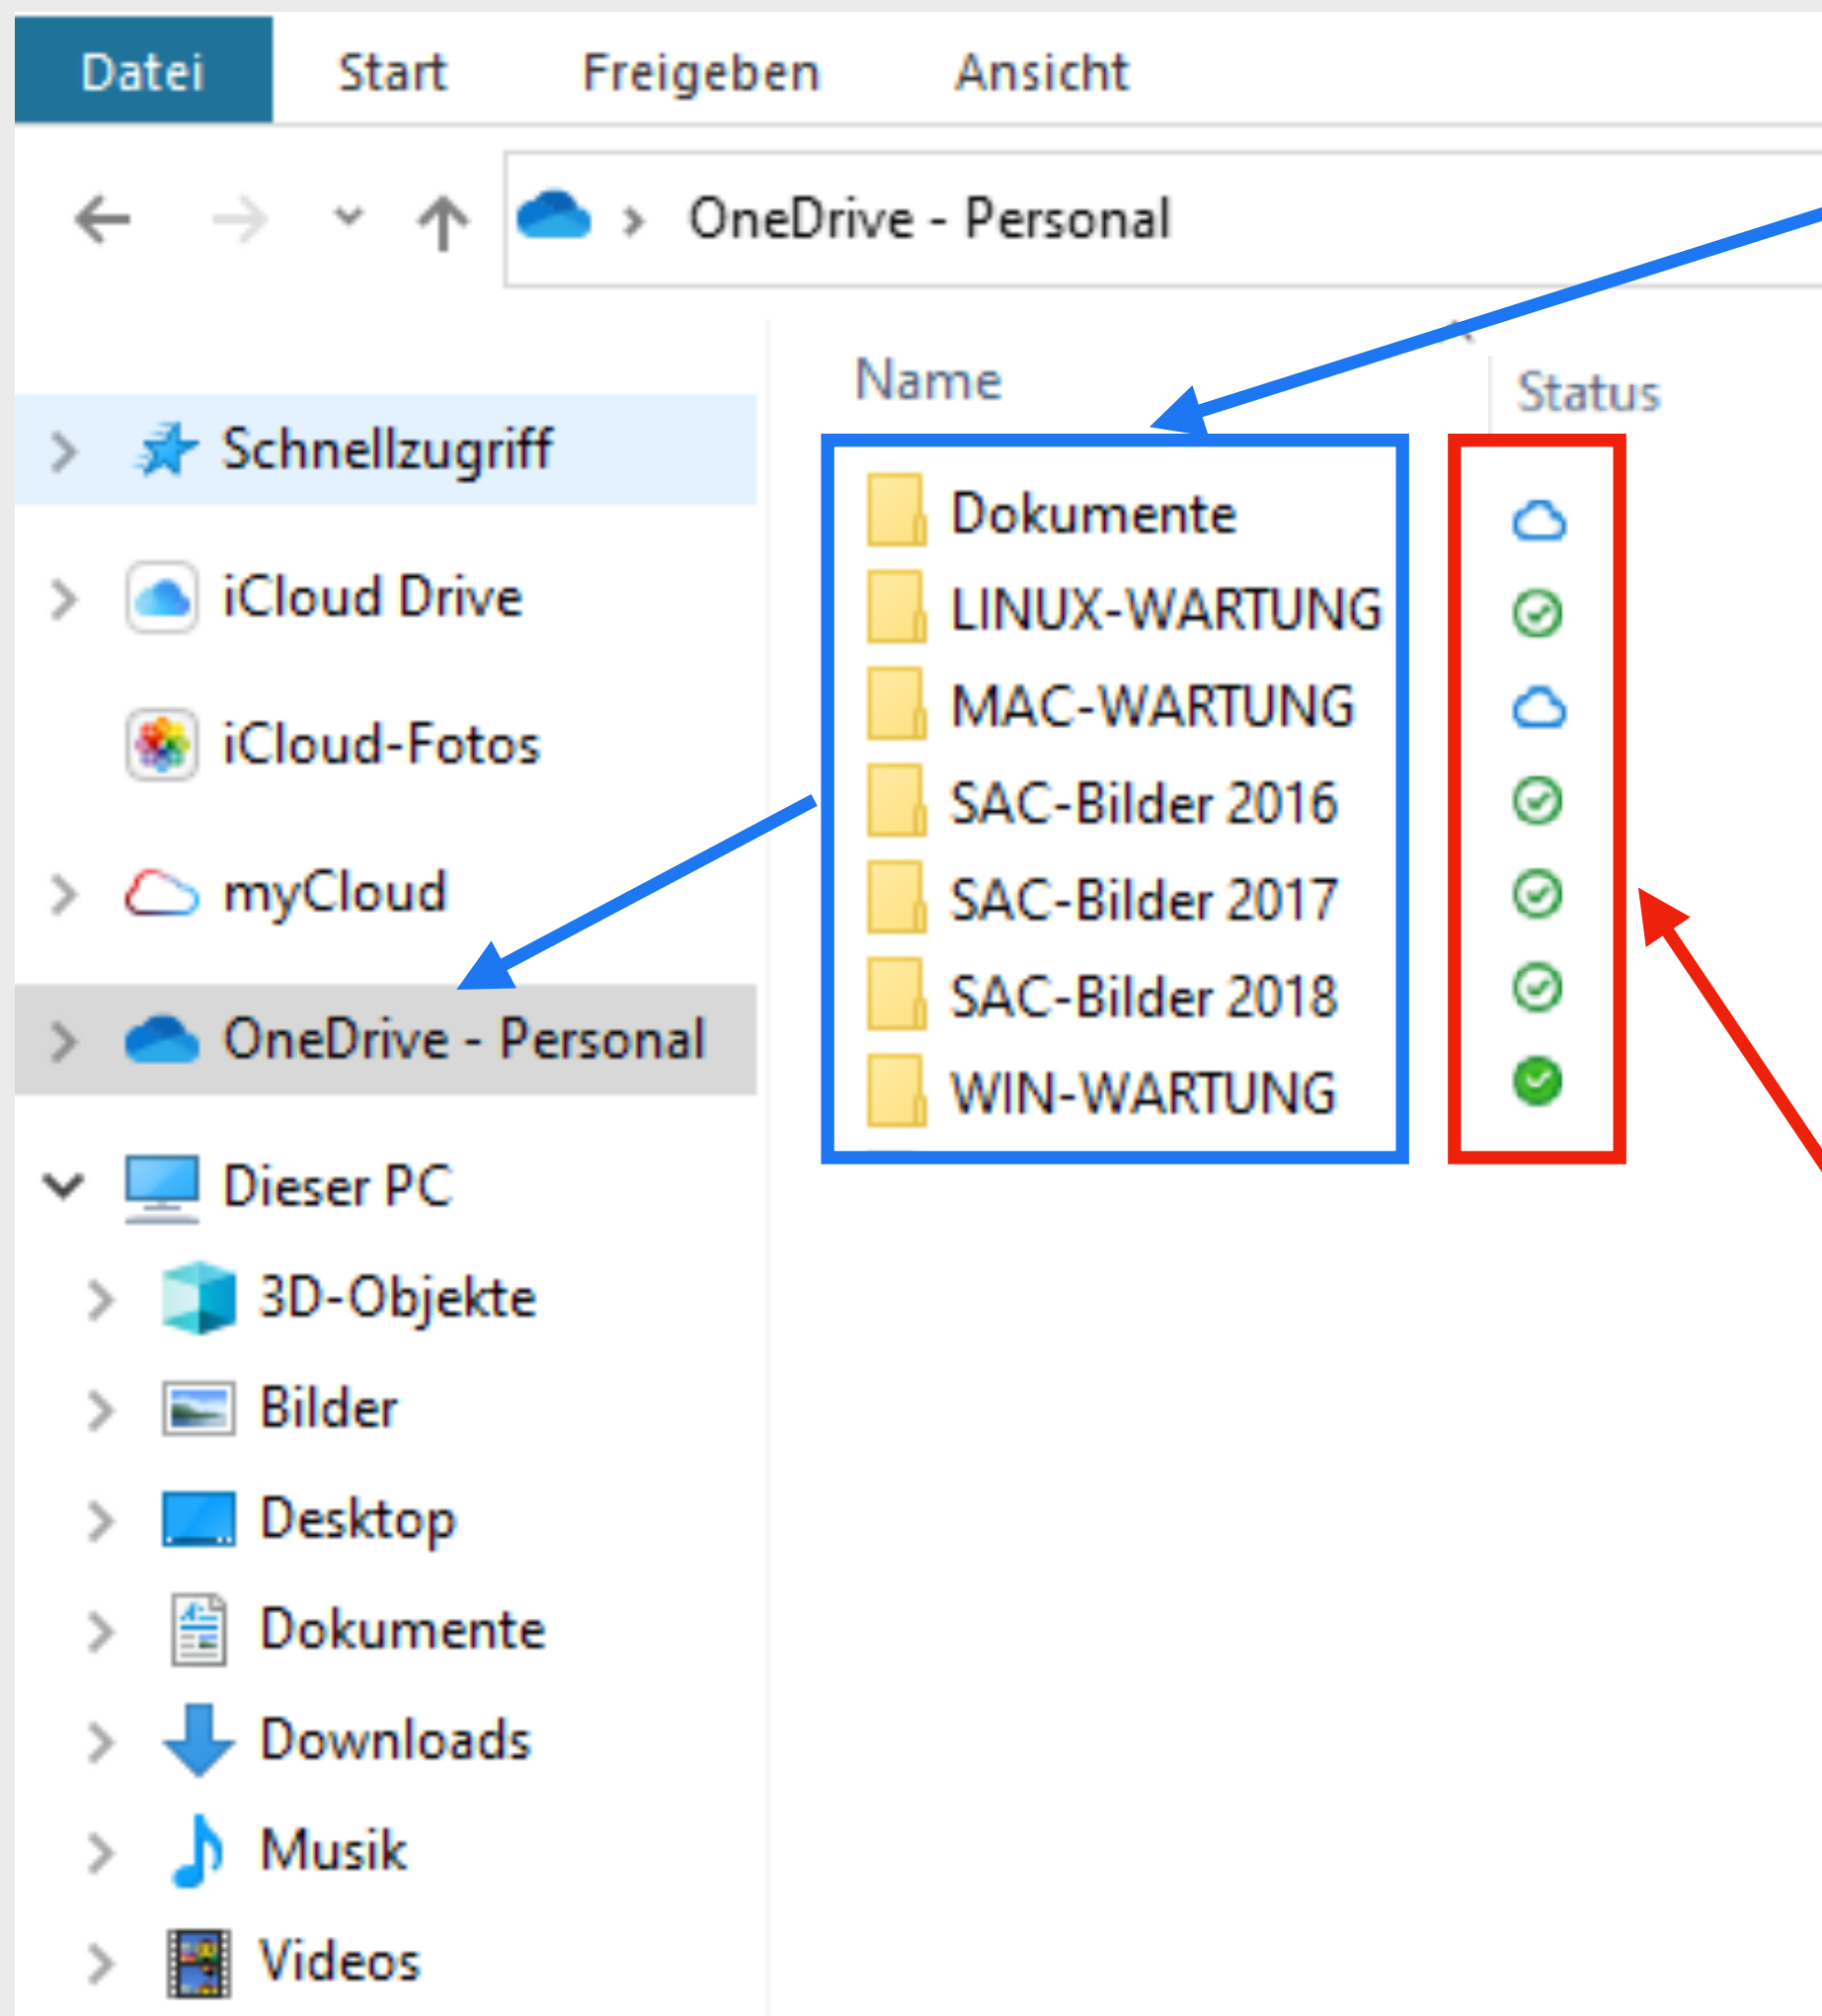 Datei Start Freigeben Ansicht
OneDrive - Personal
Name Status
Schnellzugriff
iCloud Drive
iCloud-Fotos
myCloud
OneDrive - Personal
Dieser PC
3D-Objekte
Bilder
Desktop
Dokumente
Downloads
Musik
Videos
Dokumente
LINUX-WARTUNG
MAC-WARTUNG
SAC-Bilder 2016
SAC-Bilder 2017
SAC-Bilder 2018
WIN-WARTUNG